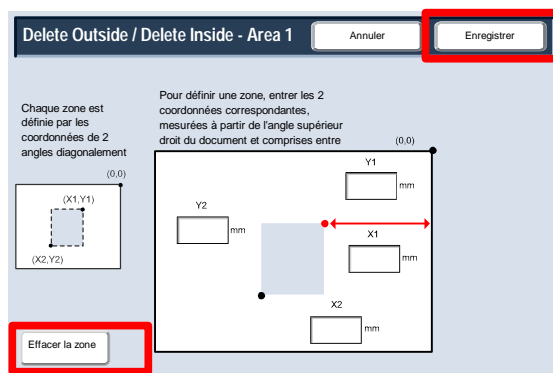 Delete Outside / Delete Inside - Area 1
Annuler
Enregistrer
Chaque zone est
définie par les
coordonnées de 2
angles diagonalement
(0,0)
(X1,Y1)
(X2,Y2)
Pour définir une zone, entrer les 2
coordonnées correspondantes,
mesurées à partir de l'angle supérieur
droit du document et comprises entre
(0,0)
Y1
mm
Y2
mm
X1
mm
X2
mm
Effacer la zone